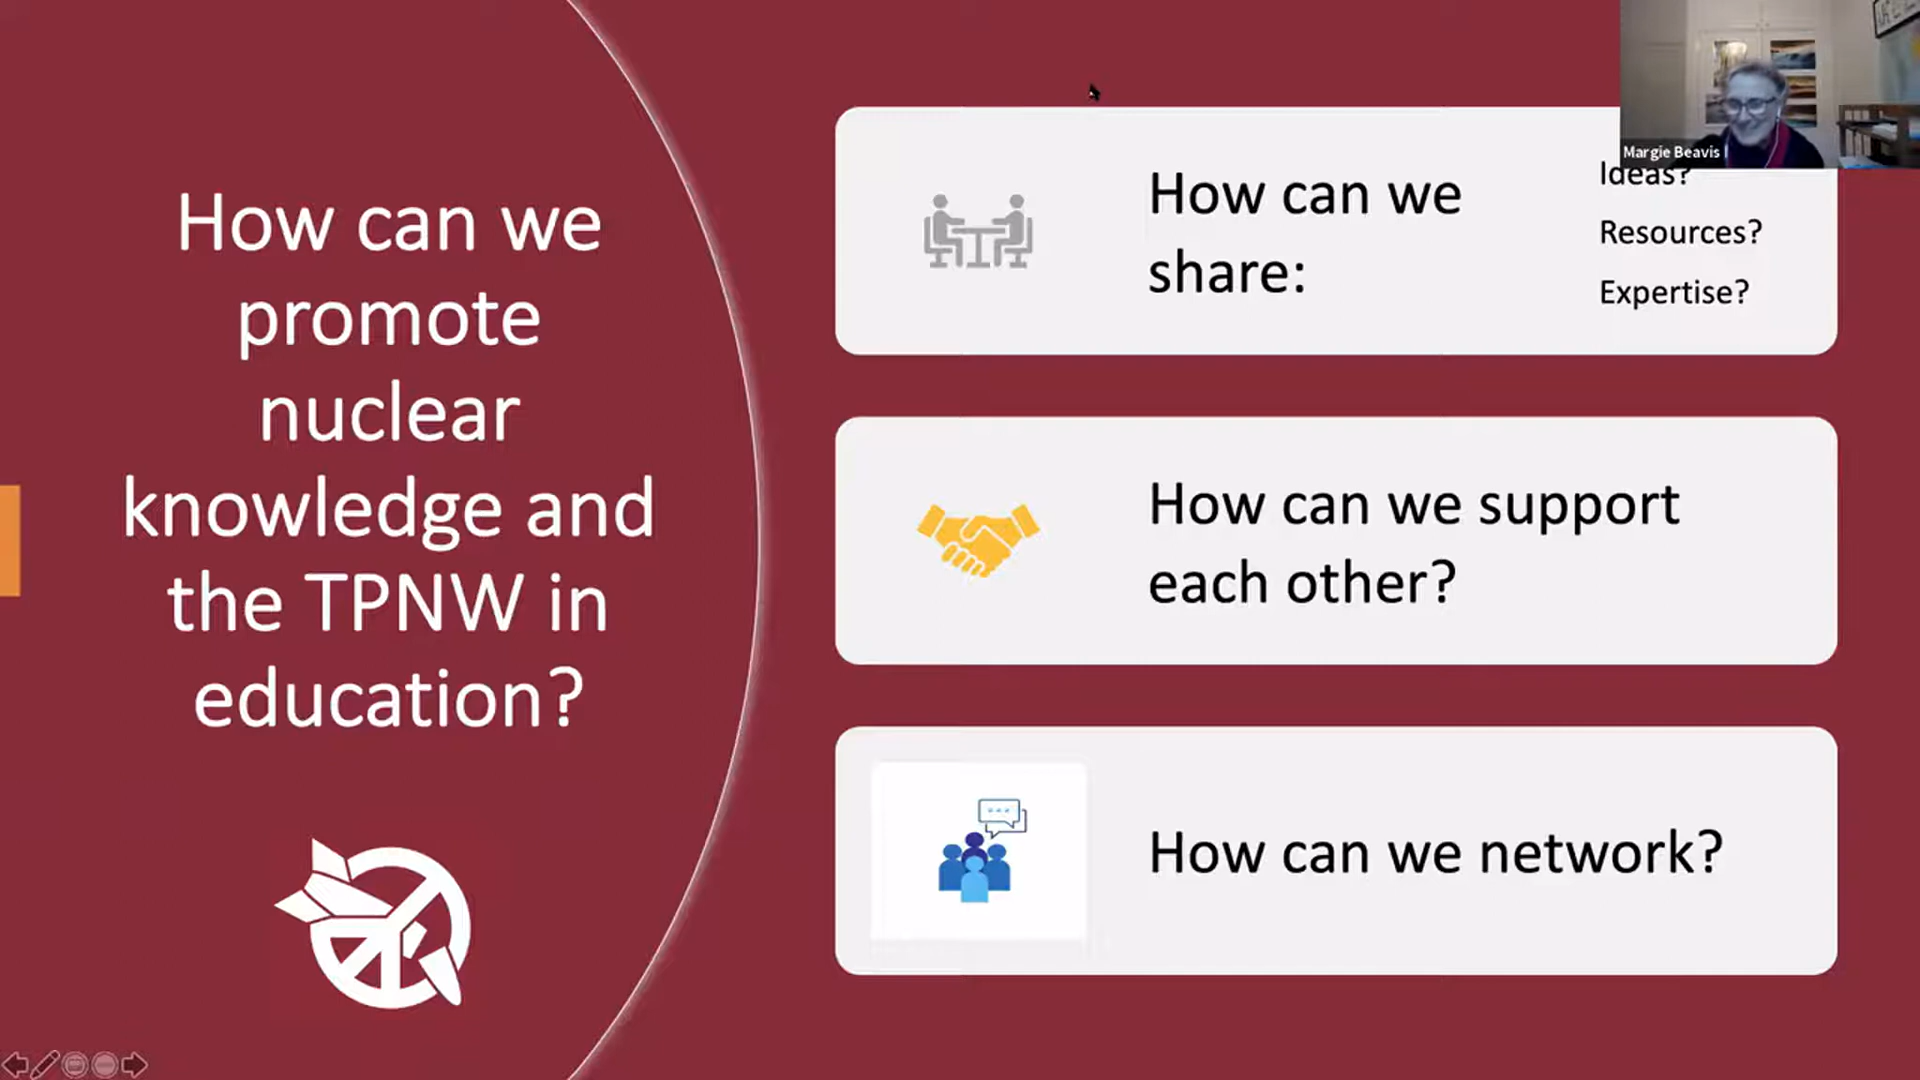 How can we
promote
nuclear
knowledge and
the TPNW in
education?
How can we
share:
Ideas?
Resources?
Expertise?
Margie Beavis
How can we support
each other?
How can we network?